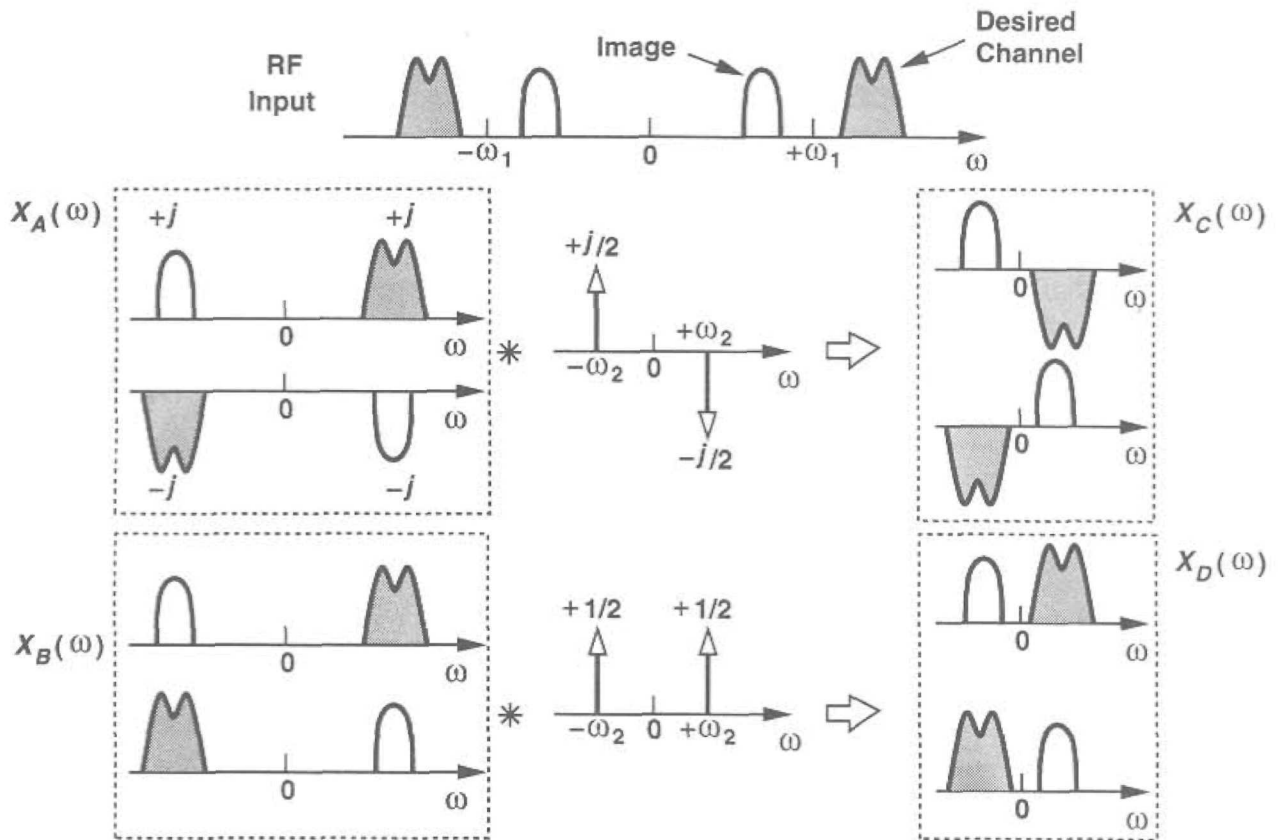 RF
Input
Image
Desired
Channel
−ω1
0
+ω1
ω
XA(ω)
+j
+j
0
ω
0
ω
−j
−j
*
+j/2
+ω2
−ω2
0
ω
−j/2
XC(ω)
0
ω
0
ω
XB(ω)
0
ω
0
ω
*
+1/2
+1/2
−ω2
0
+ω2
ω
XD(ω)
0
ω
0
ω